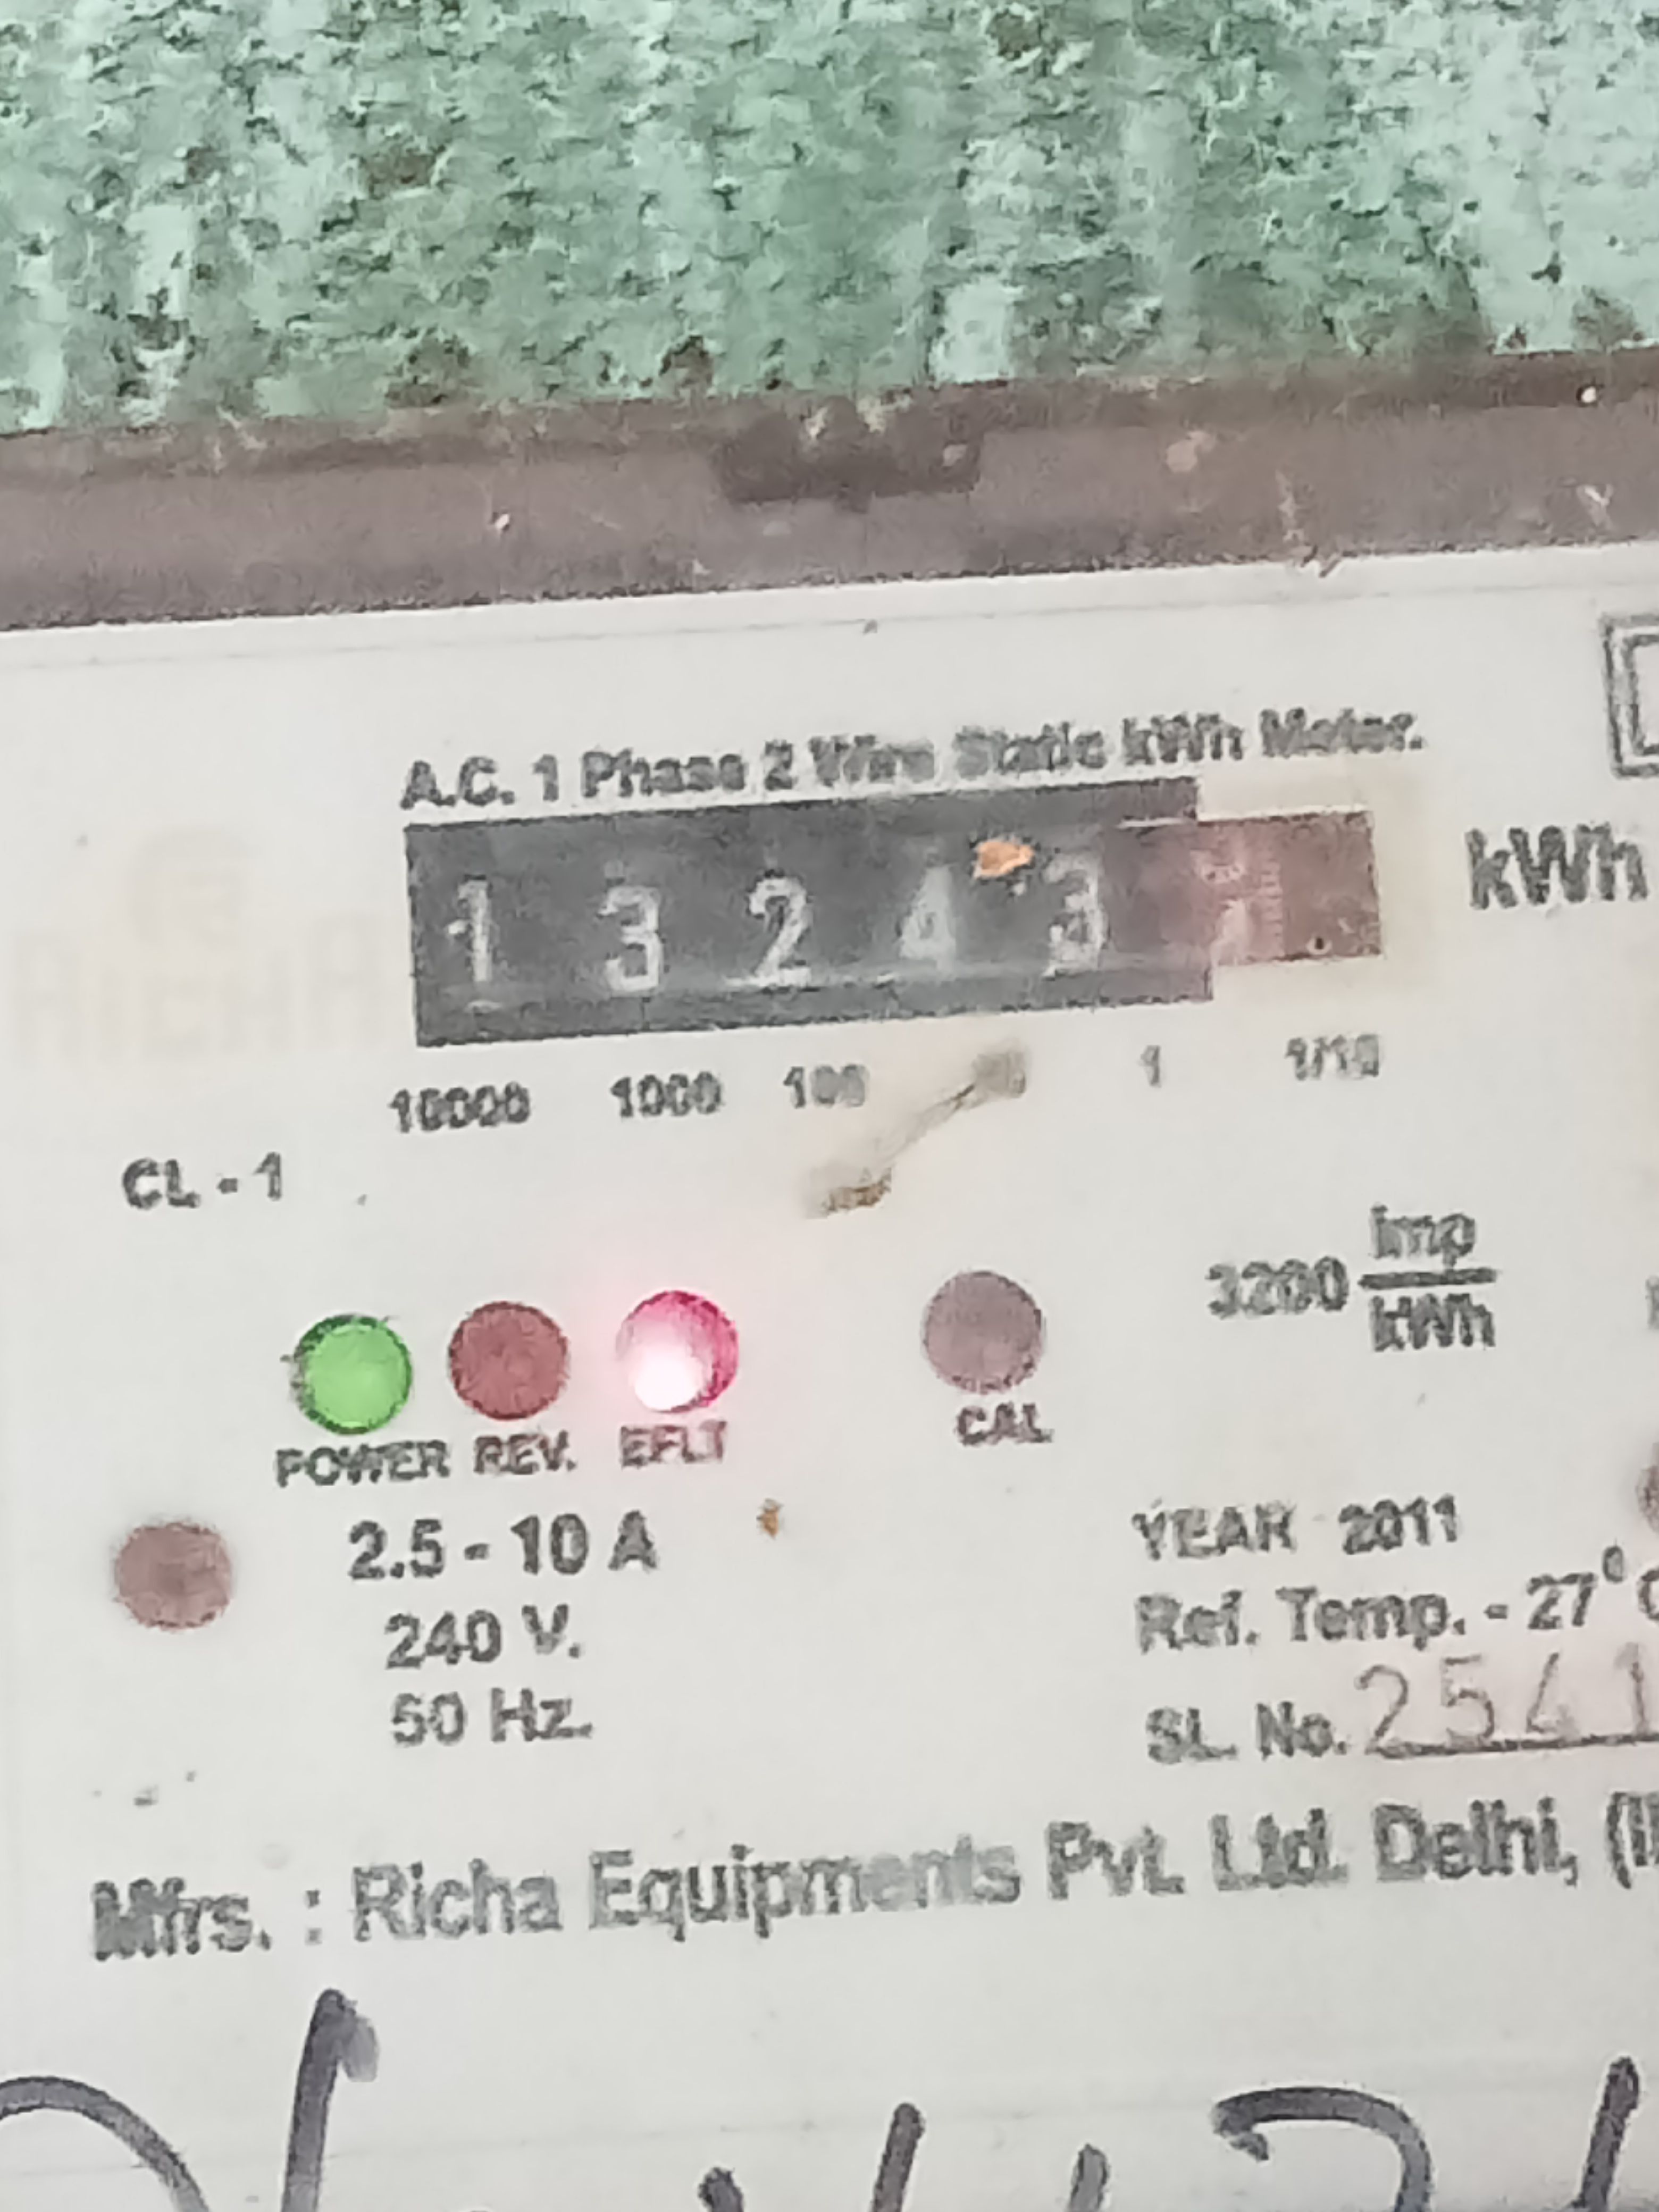 A.C. 1 Phase 2 Wire Static kWh Meter.
1 3 2 4 3
kWh
10000 1000 100 1 1/10
RICHA
CL - 1
3200 imp
kWh
POWER REV. EFLT CAL
2.5 - 10 A
240 V.
50 Hz.
YEAR 2011
Ref. Temp. - 27°C
SL. No. 2541
Mfrs. : Richa Equipments Pvt. Ltd. Delhi,